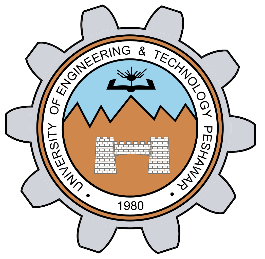 UNIVERSITY OF ENGINEERING & TECHNOLOGY PESHAWAR
1980